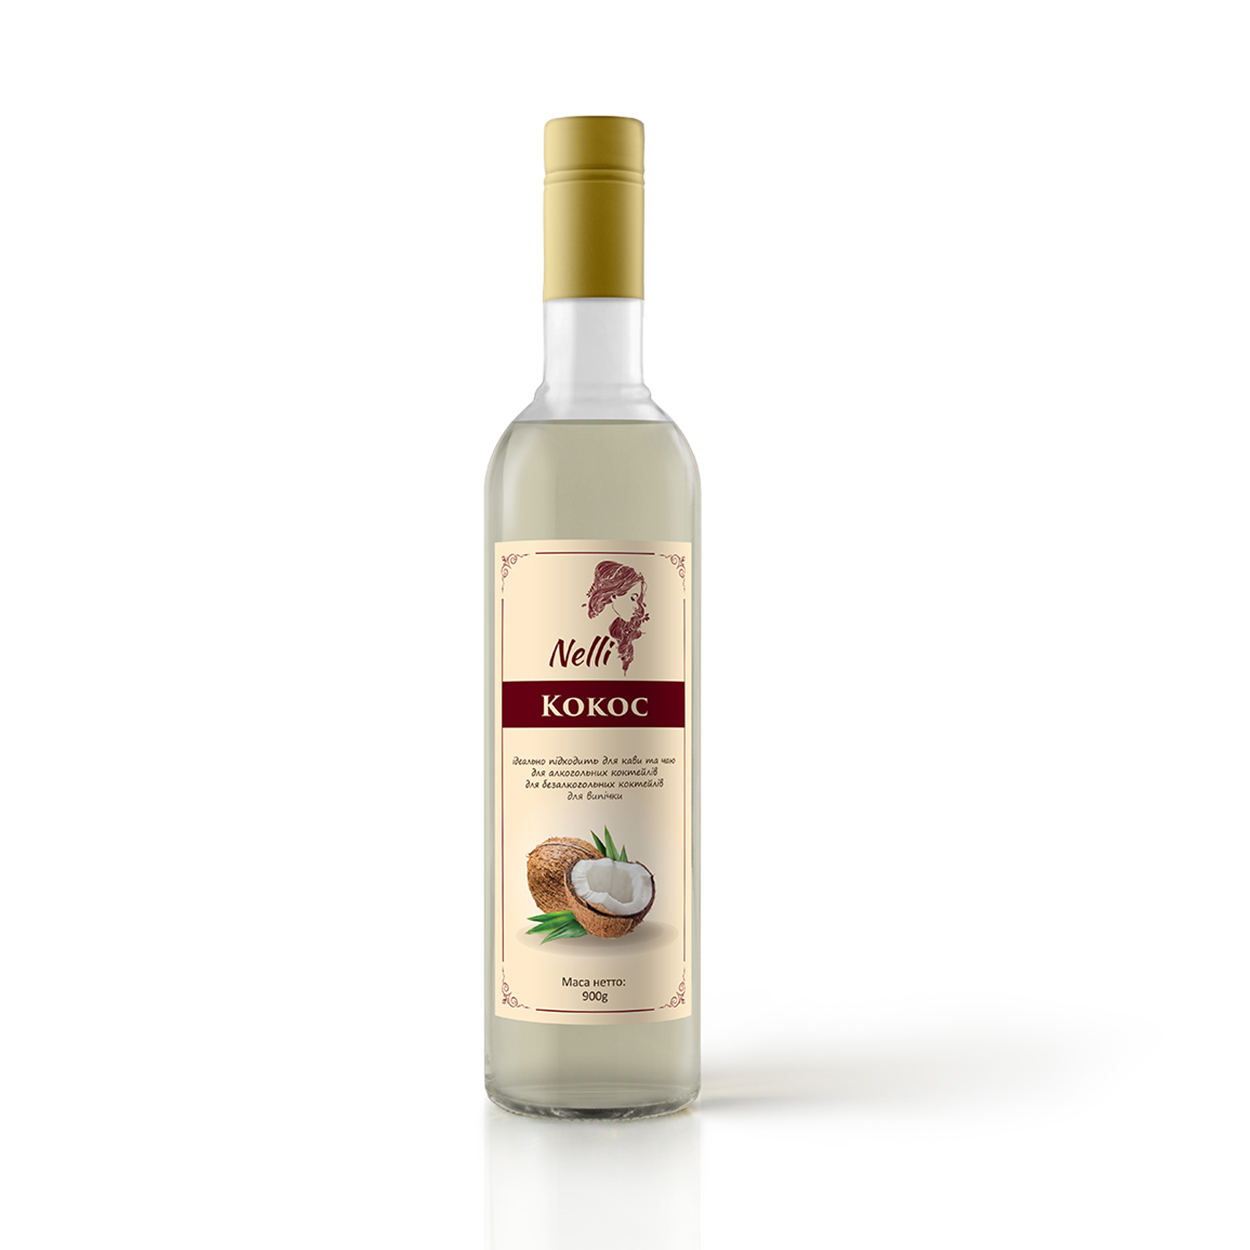 Nelli
Кокос
ідеально підходить для кави та чаю
для алкогольних коктейлів
для безалкогольних коктейлів
для випічки
Маса нетто:
900g